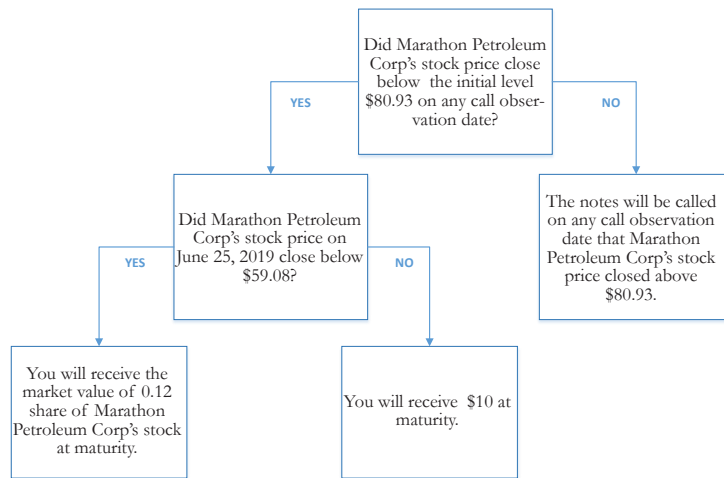 Did Marathon Petroleum
Corp's stock price close
below the initial level
$80.93 on any call obser-
vation date?
YES
NO
Did Marathon Petroleum
Corp's stock price on
June 25, 2019 close below
$59.08?
The notes will be called
on any call observation
date that Marathon
Petroleum Corp's stock
price closed above
$80.93.
YES
NO
You will receive the
market value of 0.12
share of Marathon
Petroleum Corp's stock
at maturity.
You will receive $10 at
maturity.